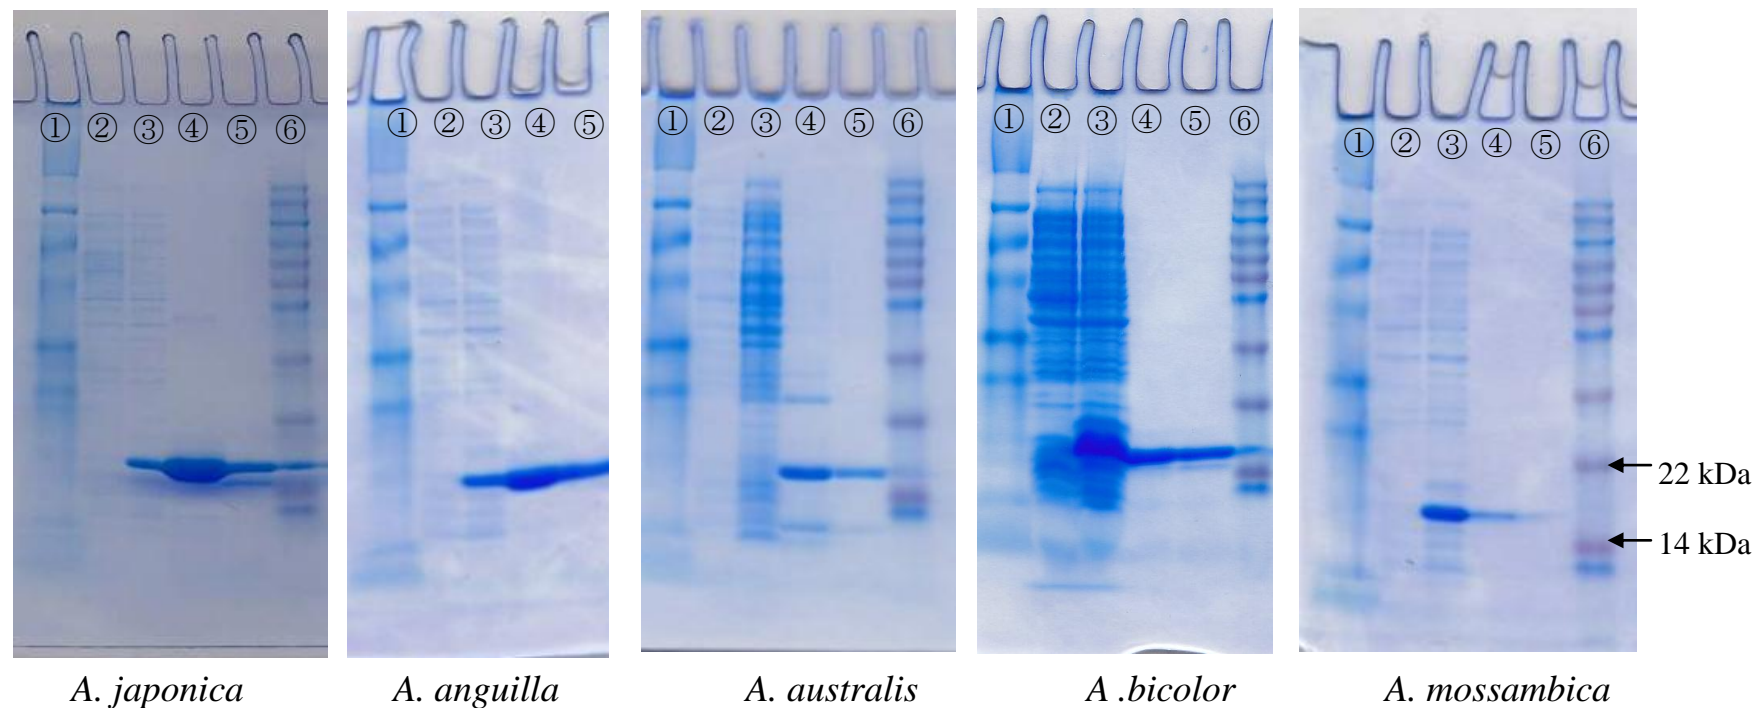 ① ② ③ ④ ⑤ ⑥
① ② ③ ④ ⑤
① ② ③ ④ ⑤ ⑥
① ② ③ ④ ⑤ ⑥
① ② ③ ④ ⑤ ⑥
22 kDa
14 kDa
A. japonica
A. anguilla
A. australis
A .bicolor
A. mossambica